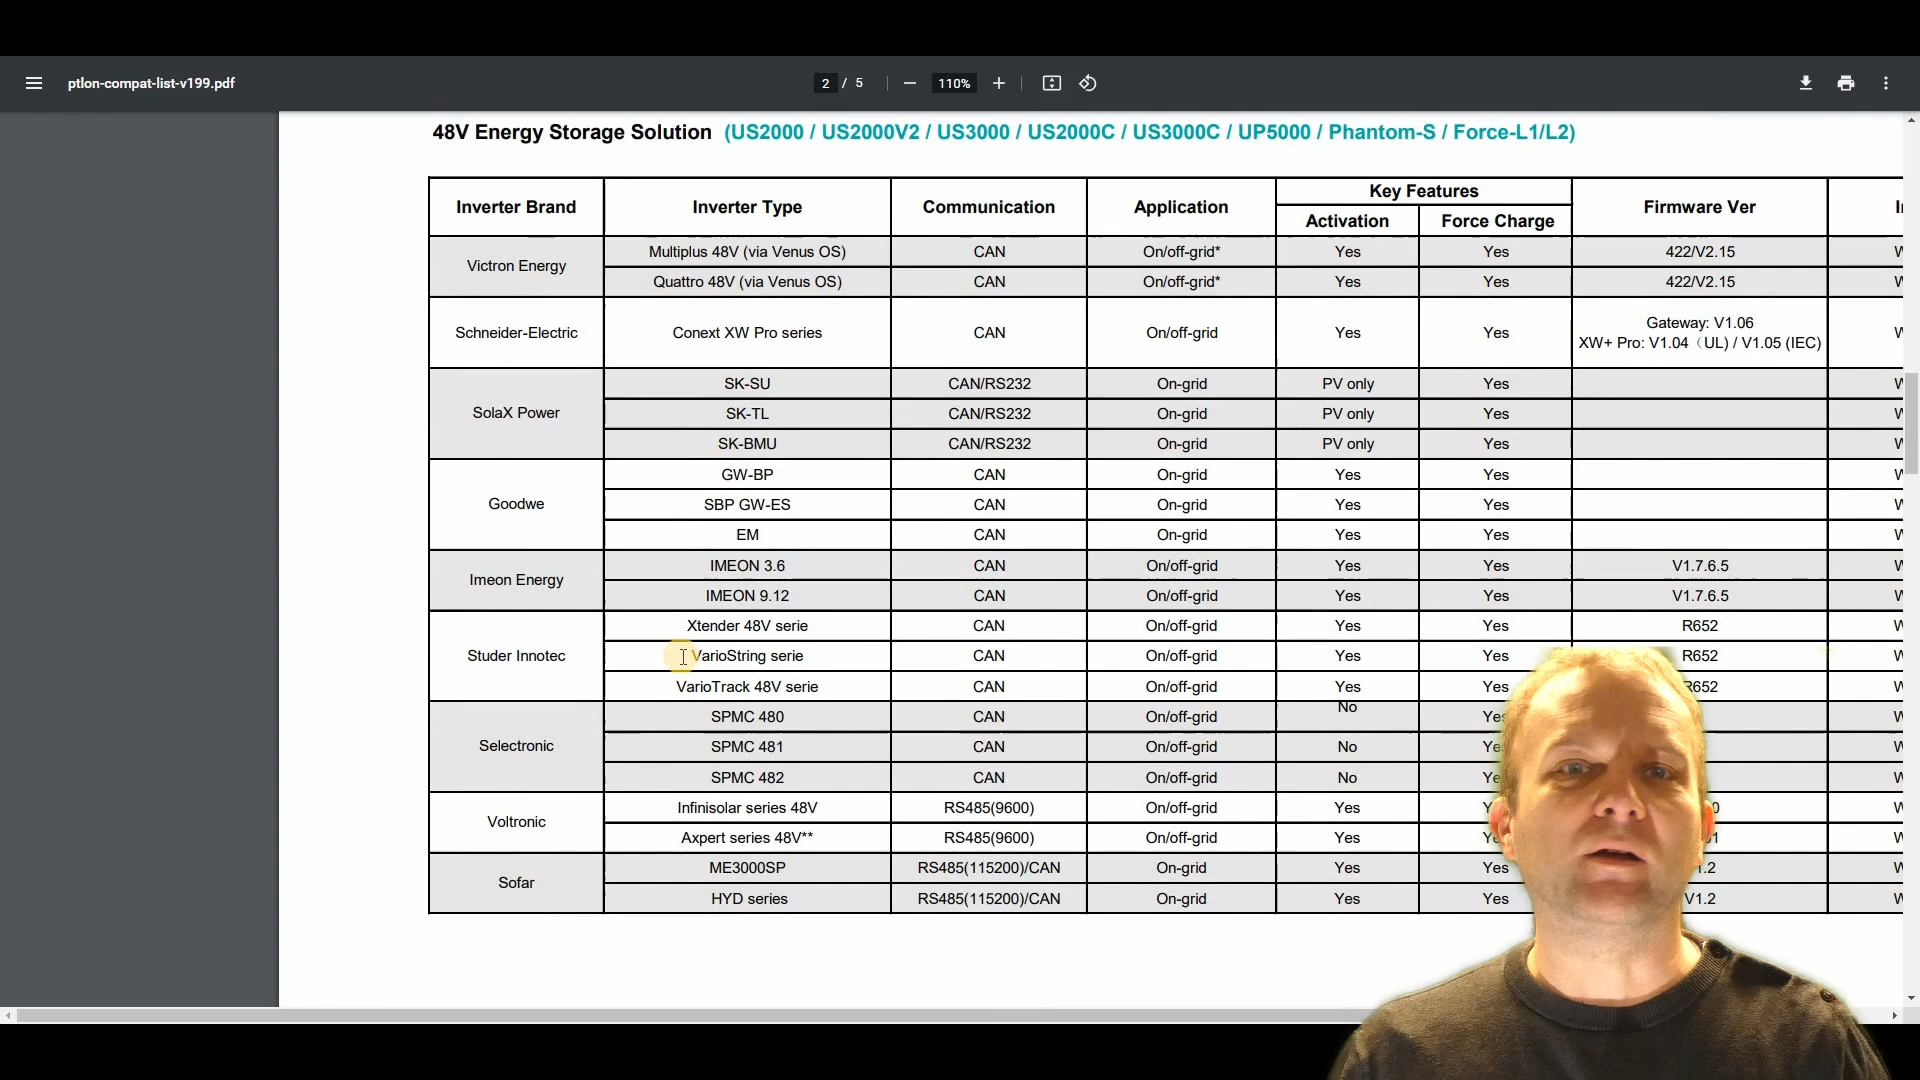 ptlon-compat-list-v199.pdf
2 / 5
110%
48V Energy Storage Solution (US2000 / US2000V2 / US3000 / US2000C / US3000C / UP5000 / Phantom-S / Force-L1/L2)
Inverter Brand Inverter Type Communication Application Key Features Firmware Ver
Activation Force Charge
Victron Energy
Multiplus 48V (via Venus OS) CAN On/off-grid* Yes Yes 422/V2.15
Quattro 48V (via Venus OS) CAN On/off-grid* Yes Yes 422/V2.15
Schneider-Electric Conext XW Pro series CAN On/off-grid Yes Yes Gateway: V1.06
XW+ Pro: V1.04（UL) / V1.05 (IEC)
SolaX Power
SK-SU CAN/RS232 On-grid PV only Yes
SK-TL CAN/RS232 On-grid PV only Yes
SK-BMU CAN/RS232 On-grid PV only Yes
Goodwe
GW-BP CAN On-grid Yes Yes
SBP GW-ES CAN On-grid Yes Yes
EM CAN On-grid Yes Yes
Imeon Energy
IMEON 3.6 CAN On/off-grid Yes Yes V1.7.6.5
IMEON 9.12 CAN On/off-grid Yes Yes V1.7.6.5
Studer Innotec
Xtender 48V serie CAN On/off-grid Yes Yes R652
VarioString serie CAN On/off-grid Yes Yes R652
VarioTrack 48V serie CAN On/off-grid Yes Yes R652
Selectronic
SPMC 480 CAN On/off-grid No Yes
SPMC 481 CAN On/off-grid No Yes
SPMC 482 CAN On/off-grid No Yes
Voltronic
Infinisolar series 48V RS485(9600) On/off-grid Yes
Axpert series 48V** RS485(9600) On/off-grid Yes
Sofar
ME3000SP RS485(115200)/CAN On-grid Yes Yes
HYD series RS485(115200)/CAN On-grid Yes Yes V1.2